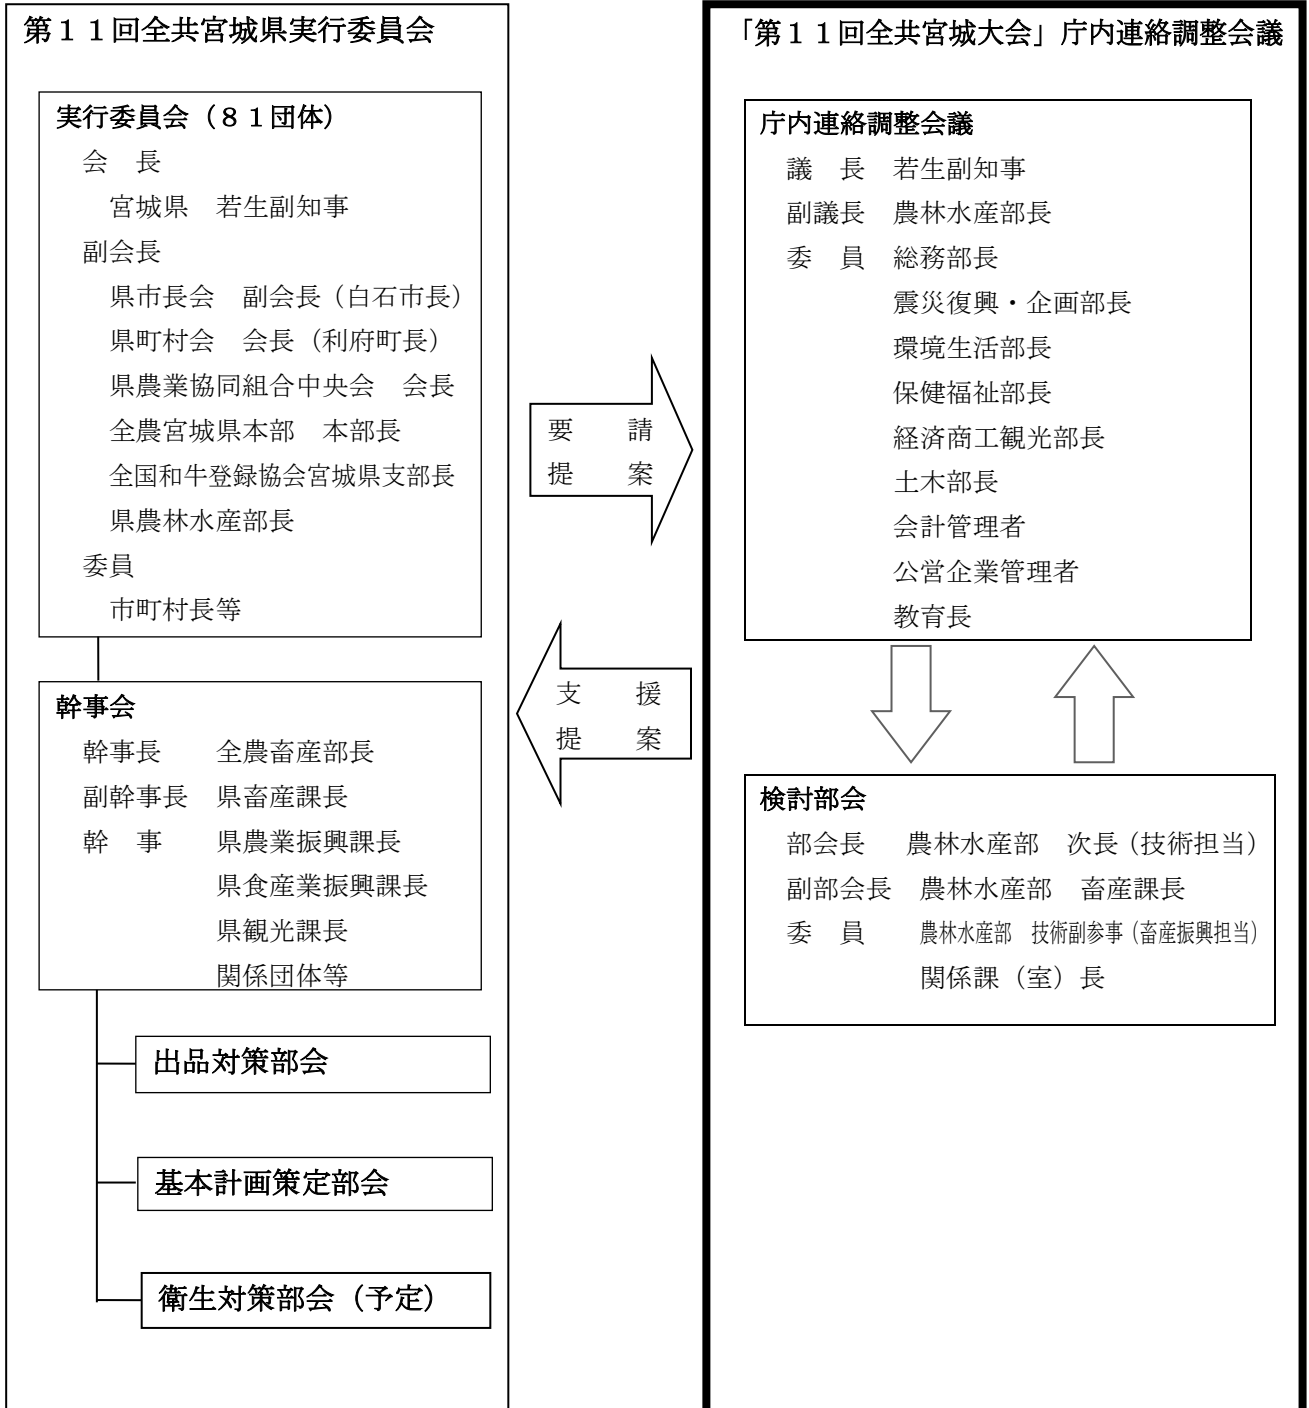 第１１回全共宮城県実行委員会
実行委員会（８１団体）
会　長
宮城県　若生副知事
副会長
県市長会　副会長（白石市長）
県町村会　会長（利府町長）
県農業協同組合中央会　会長
全農宮城県本部　本部長
全国和牛登録協会宮城県支部長
県農林水産部長
委員
市町村長等
幹事会
幹事長　　全農畜産部長
副幹事長　県畜産課長
幹　事　　県農業振興課長
県食産業振興課長
県観光課長
関係団体等
出品対策部会
基本計画策定部会
衛生対策部会（予定）
要　　請
提　　案
支　　援
提　　案
「第１１回全共宮城大会」庁内連絡調整会議
庁内連絡調整会議
議　長　若生副知事
副議長　農林水産部長
委　員　総務部長
震災復興・企画部長
環境生活部長
保健福祉部長
経済商工観光部長
土木部長
会計管理者
公営企業管理者
教育長
検討部会
部会長　農林水産部　次長（技術担当）
副部会長　農林水産部　畜産課長
委　員　　農林水産部　技術副参事（畜産振興担当）
関係課（室）長